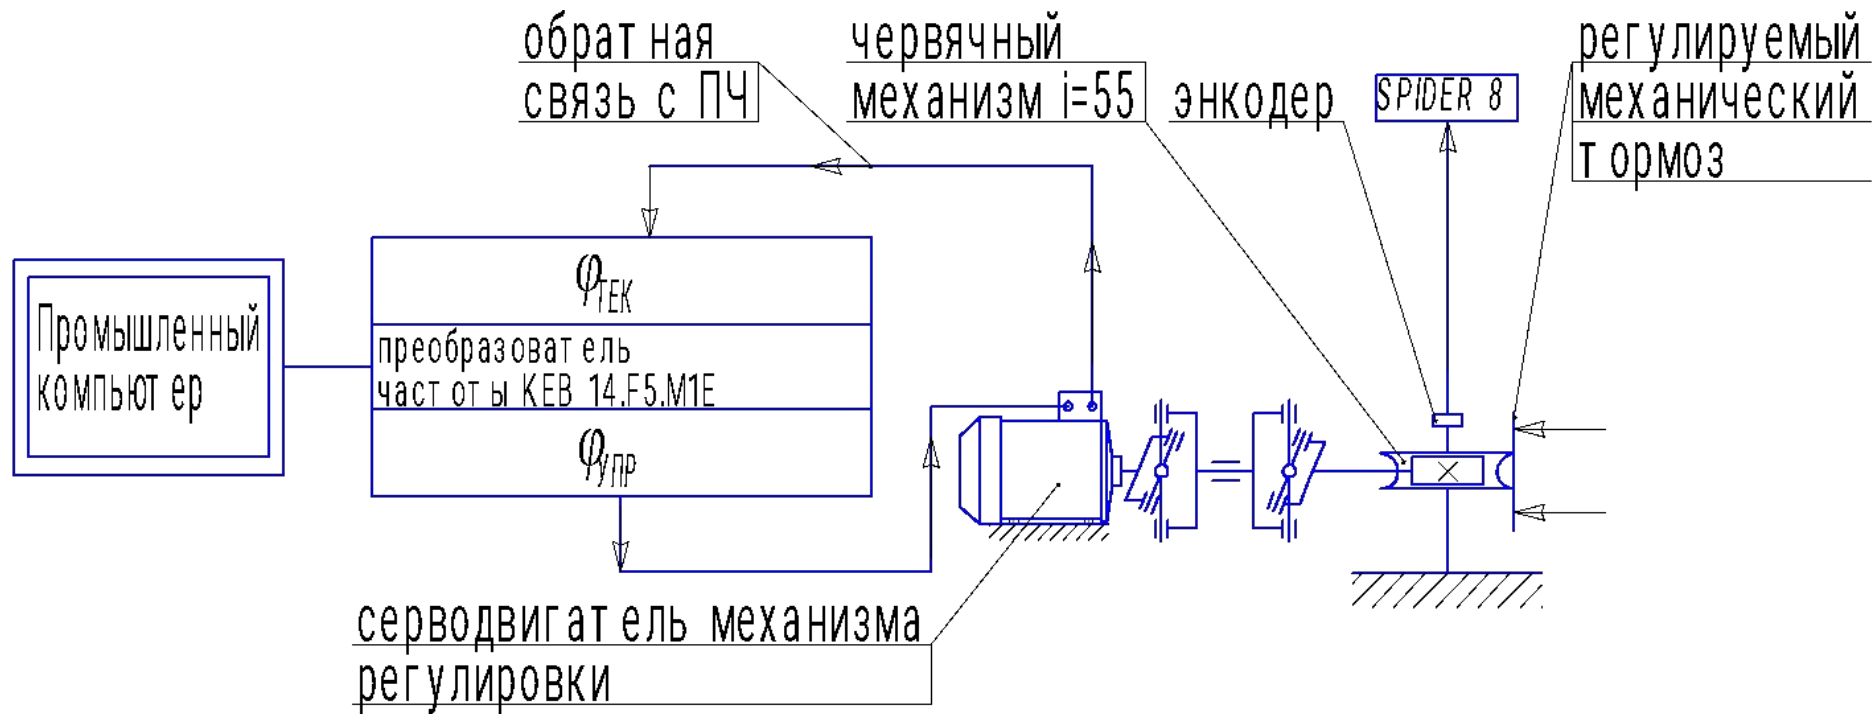 обратная
связь с ПЧ
червячный
механизм i=55
энкодер
SPIDER 8
регулируемый
механический
тормоз
Промышленный
компьютер
φТЕК
преобразователь
частоты КЕВ 14.F5.M1E
φУПР
серводвигатель механизма
регулировки